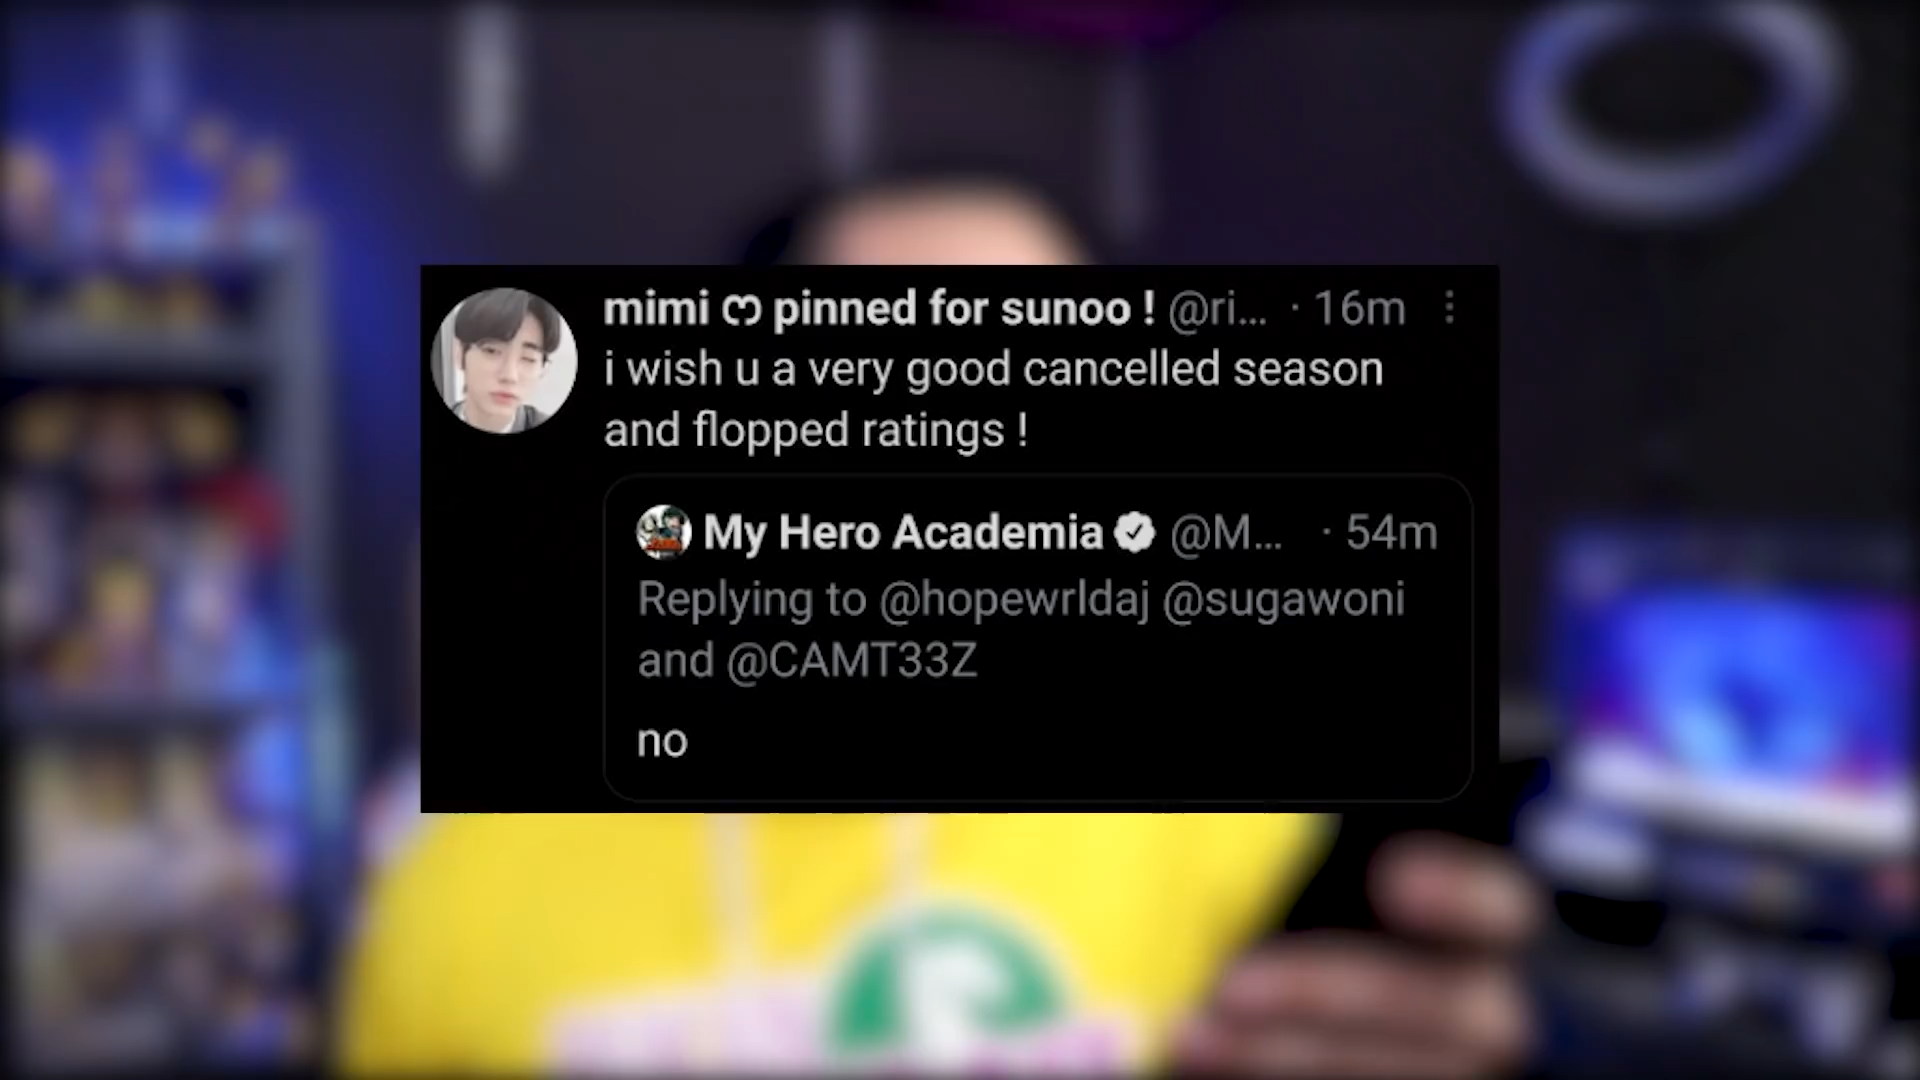 mimi ෆ pinned for sunoo ! @ri... · 16m
i wish u a very good cancelled season
and flopped ratings !
My Hero Academia @M... · 54m
Replying to @hopewrldaj @sugawoni
and @CAMT33Z
no